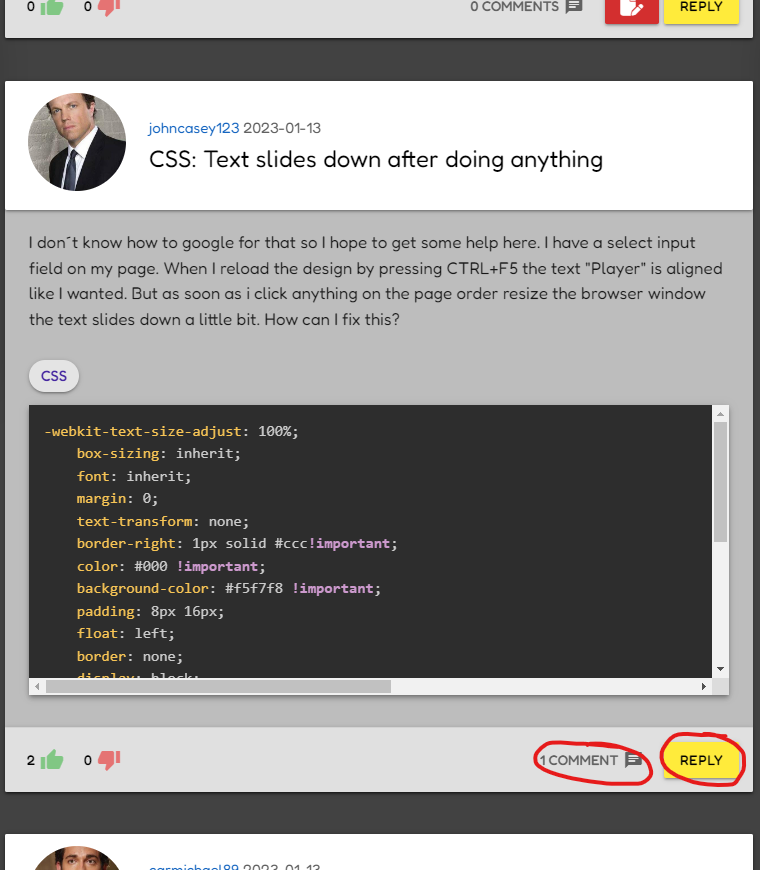 0 0 0 COMMENTS REPLY
johncasey123 2023-01-13
CSS: Text slides down after doing anything
I don´t know how to google for that so I hope to get some help here. I have a select input
field on my page. When I reload the design by pressing CTRL+F5 the text "Player" is aligned
like I wanted. But as soon as i click anything on the page order resize the browser window
the text slides down a little bit. How can I fix this?
CSS
-webkit-text-size-adjust: 100%;
box-sizing: inherit;
font: inherit;
margin: 0;
text-transform: none;
border-right: 1px solid #ccc!important;
color: #000 !important;
background-color: #f5f7f8 !important;
padding: 8px 16px;
float: left;
border: none;
display: block;
2 0 1 COMMENT REPLY
carmichael89 2023-01-13